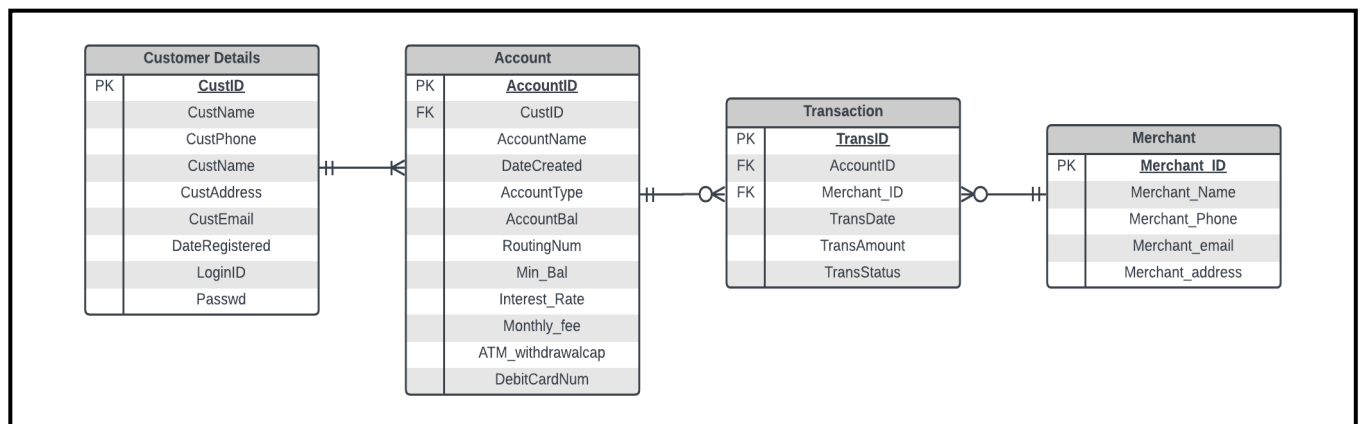 Customer Details
PK CustID
CustName
CustPhone
CustName
CustAddress
CustEmail
DateRegistered
LoginID
Passwd
Account
PK AccountID
FK CustID
AccountName
DateCreated
AccountType
AccountBal
RoutingNum
Min_Bal
Interest_Rate
Monthly_fee
ATM_withdrawalcap
DebitCardNum
Transaction
PK TransID
FK AccountID
FK Merchant_ID
TransDate
TransAmount
TransStatus
Merchant
PK Merchant_ID
Merchant_Name
Merchant_Phone
Merchant_email
Merchant_address